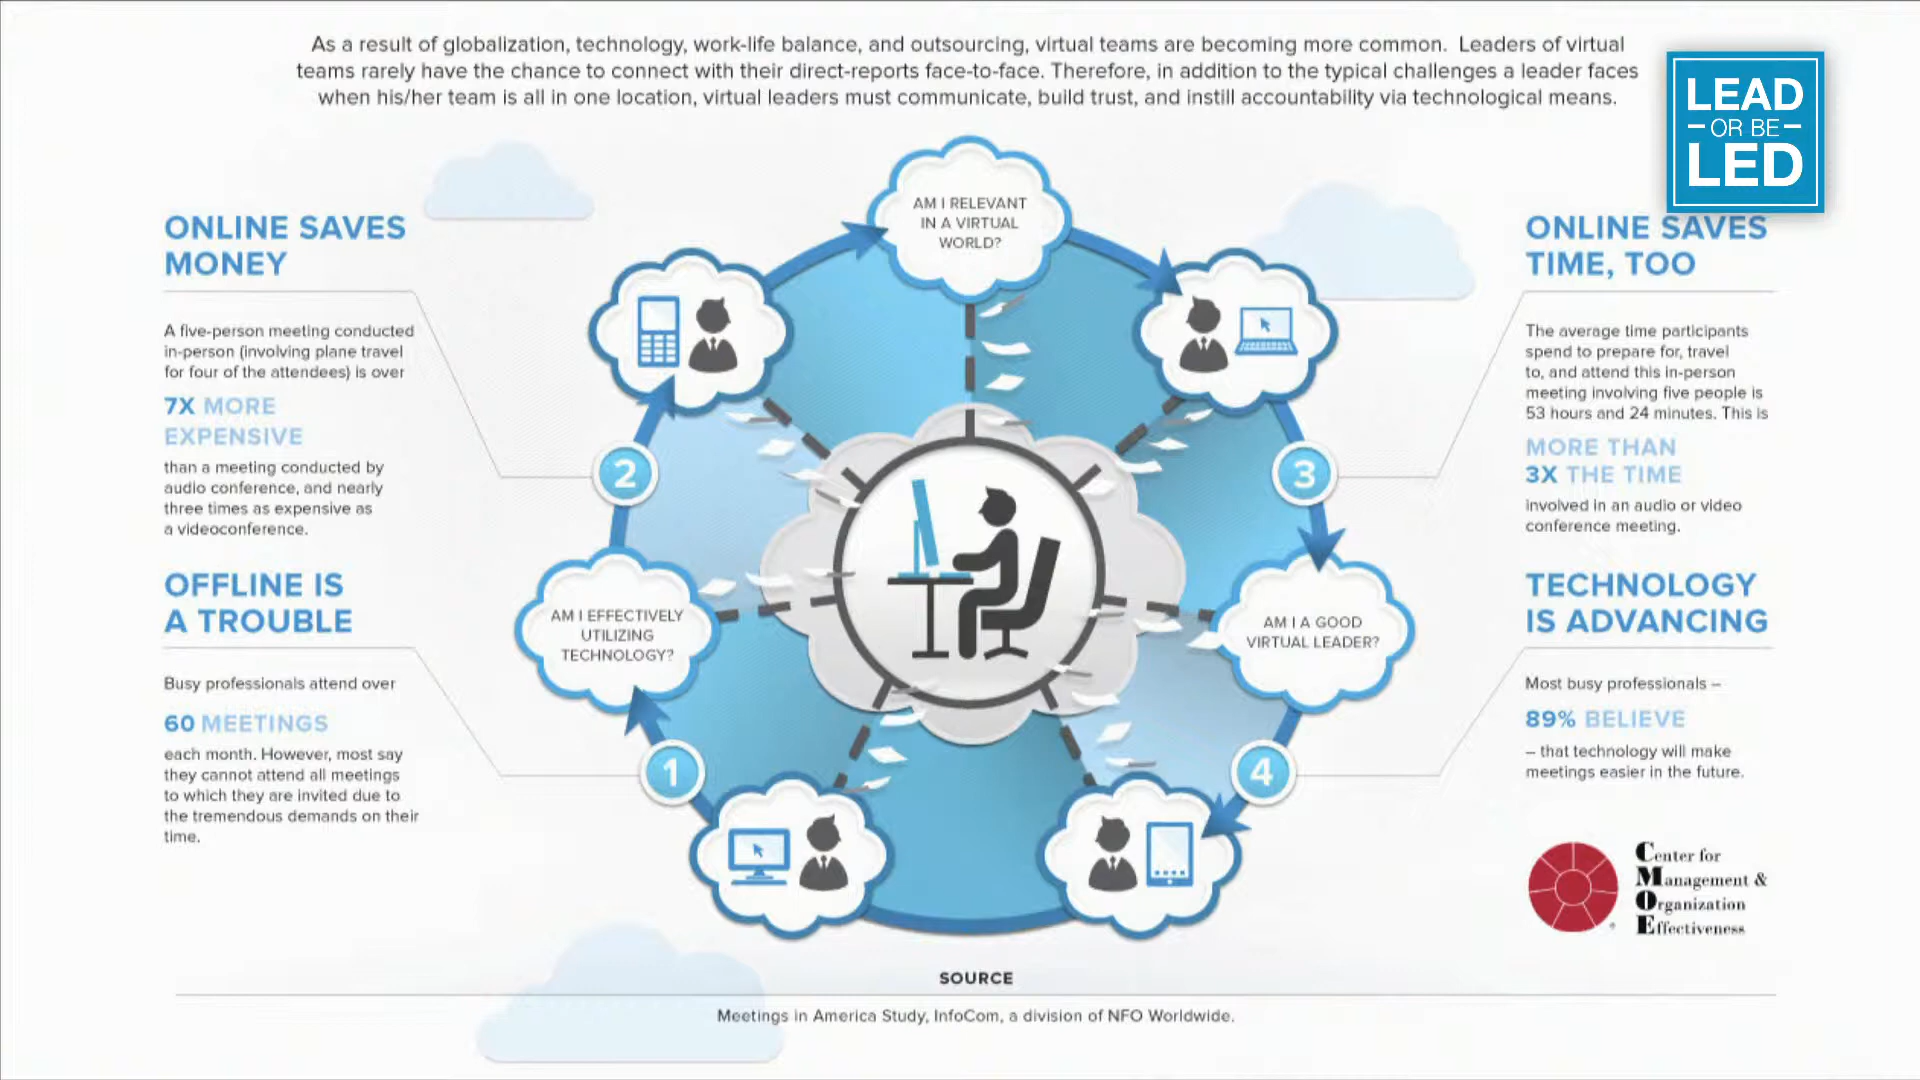 As a result of globalization, technology, work-life balance, and outsourcing, virtual teams are becoming more common. Leaders of virtual
teams rarely have the chance to connect with their direct-reports face-to-face. Therefore, in addition to the typical challenges a leader faces
when his/her team is all in one location, virtual leaders must communicate, build trust, and instill accountability via technological means.
LEAD
OR BE
LED
ONLINE SAVES
MONEY
A five-person meeting conducted
in-person (involving plane travel
for four of the attendees) is over
7X MORE
EXPENSIVE
than a meeting conducted by
audio conference, and nearly
three times as expensive as
a videoconference.
OFFLINE IS
A TROUBLE
Busy professionals attend over
60 MEETINGS
each month. However, most say
they cannot attend all meetings
to which they are invited due to
the tremendous demands on their
time.
AM I RELEVANT
IN A VIRTUAL
WORLD?
2
3
AM I EFFECTIVELY
UTILIZING
TECHNOLOGY?
AM I A GOOD
VIRTUAL LEADER?
1
4
ONLINE SAVES
TIME, TOO
The average time participants
spend to prepare for, travel
to, and attend this in-person
meeting involving five people is
53 hours and 24 minutes. This is
MORE THAN
3X THE TIME
involved in an audio or video
conference meeting.
TECHNOLOGY
IS ADVANCING
Most busy professionals –
89% BELIEVE
– that technology will make
meetings easier in the future.
Center for
Management &
Organization
Effectiveness
SOURCE
Meetings in America Study, InfoCom, a division of NFO Worldwide.